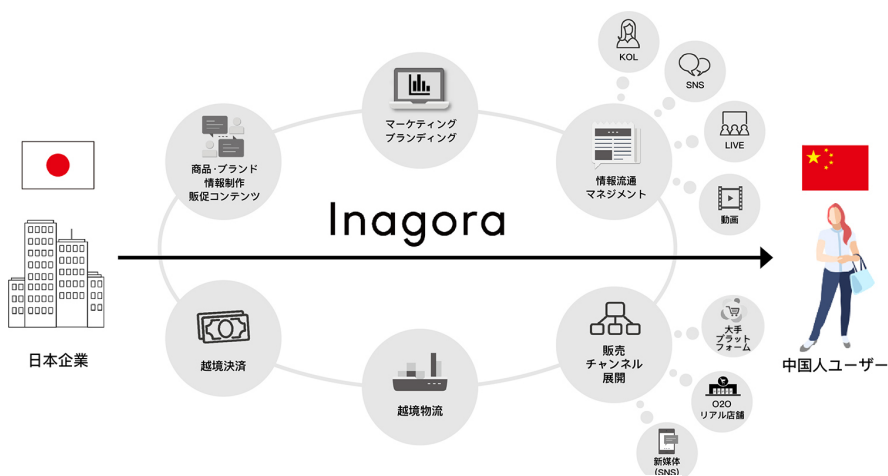 KOL
SNS
マーケティング
ブランディング
LIVE
商品・ブランド
情報制作
販促コンテンツ
情報流通
マネジメント
動画
Inagora
日本企業
越境決済
越境物流
販売
チャンネル
展開
大手
プラット
フォーム
中国人ユーザー
O2O
リアル店舗
新媒体
(SNS)